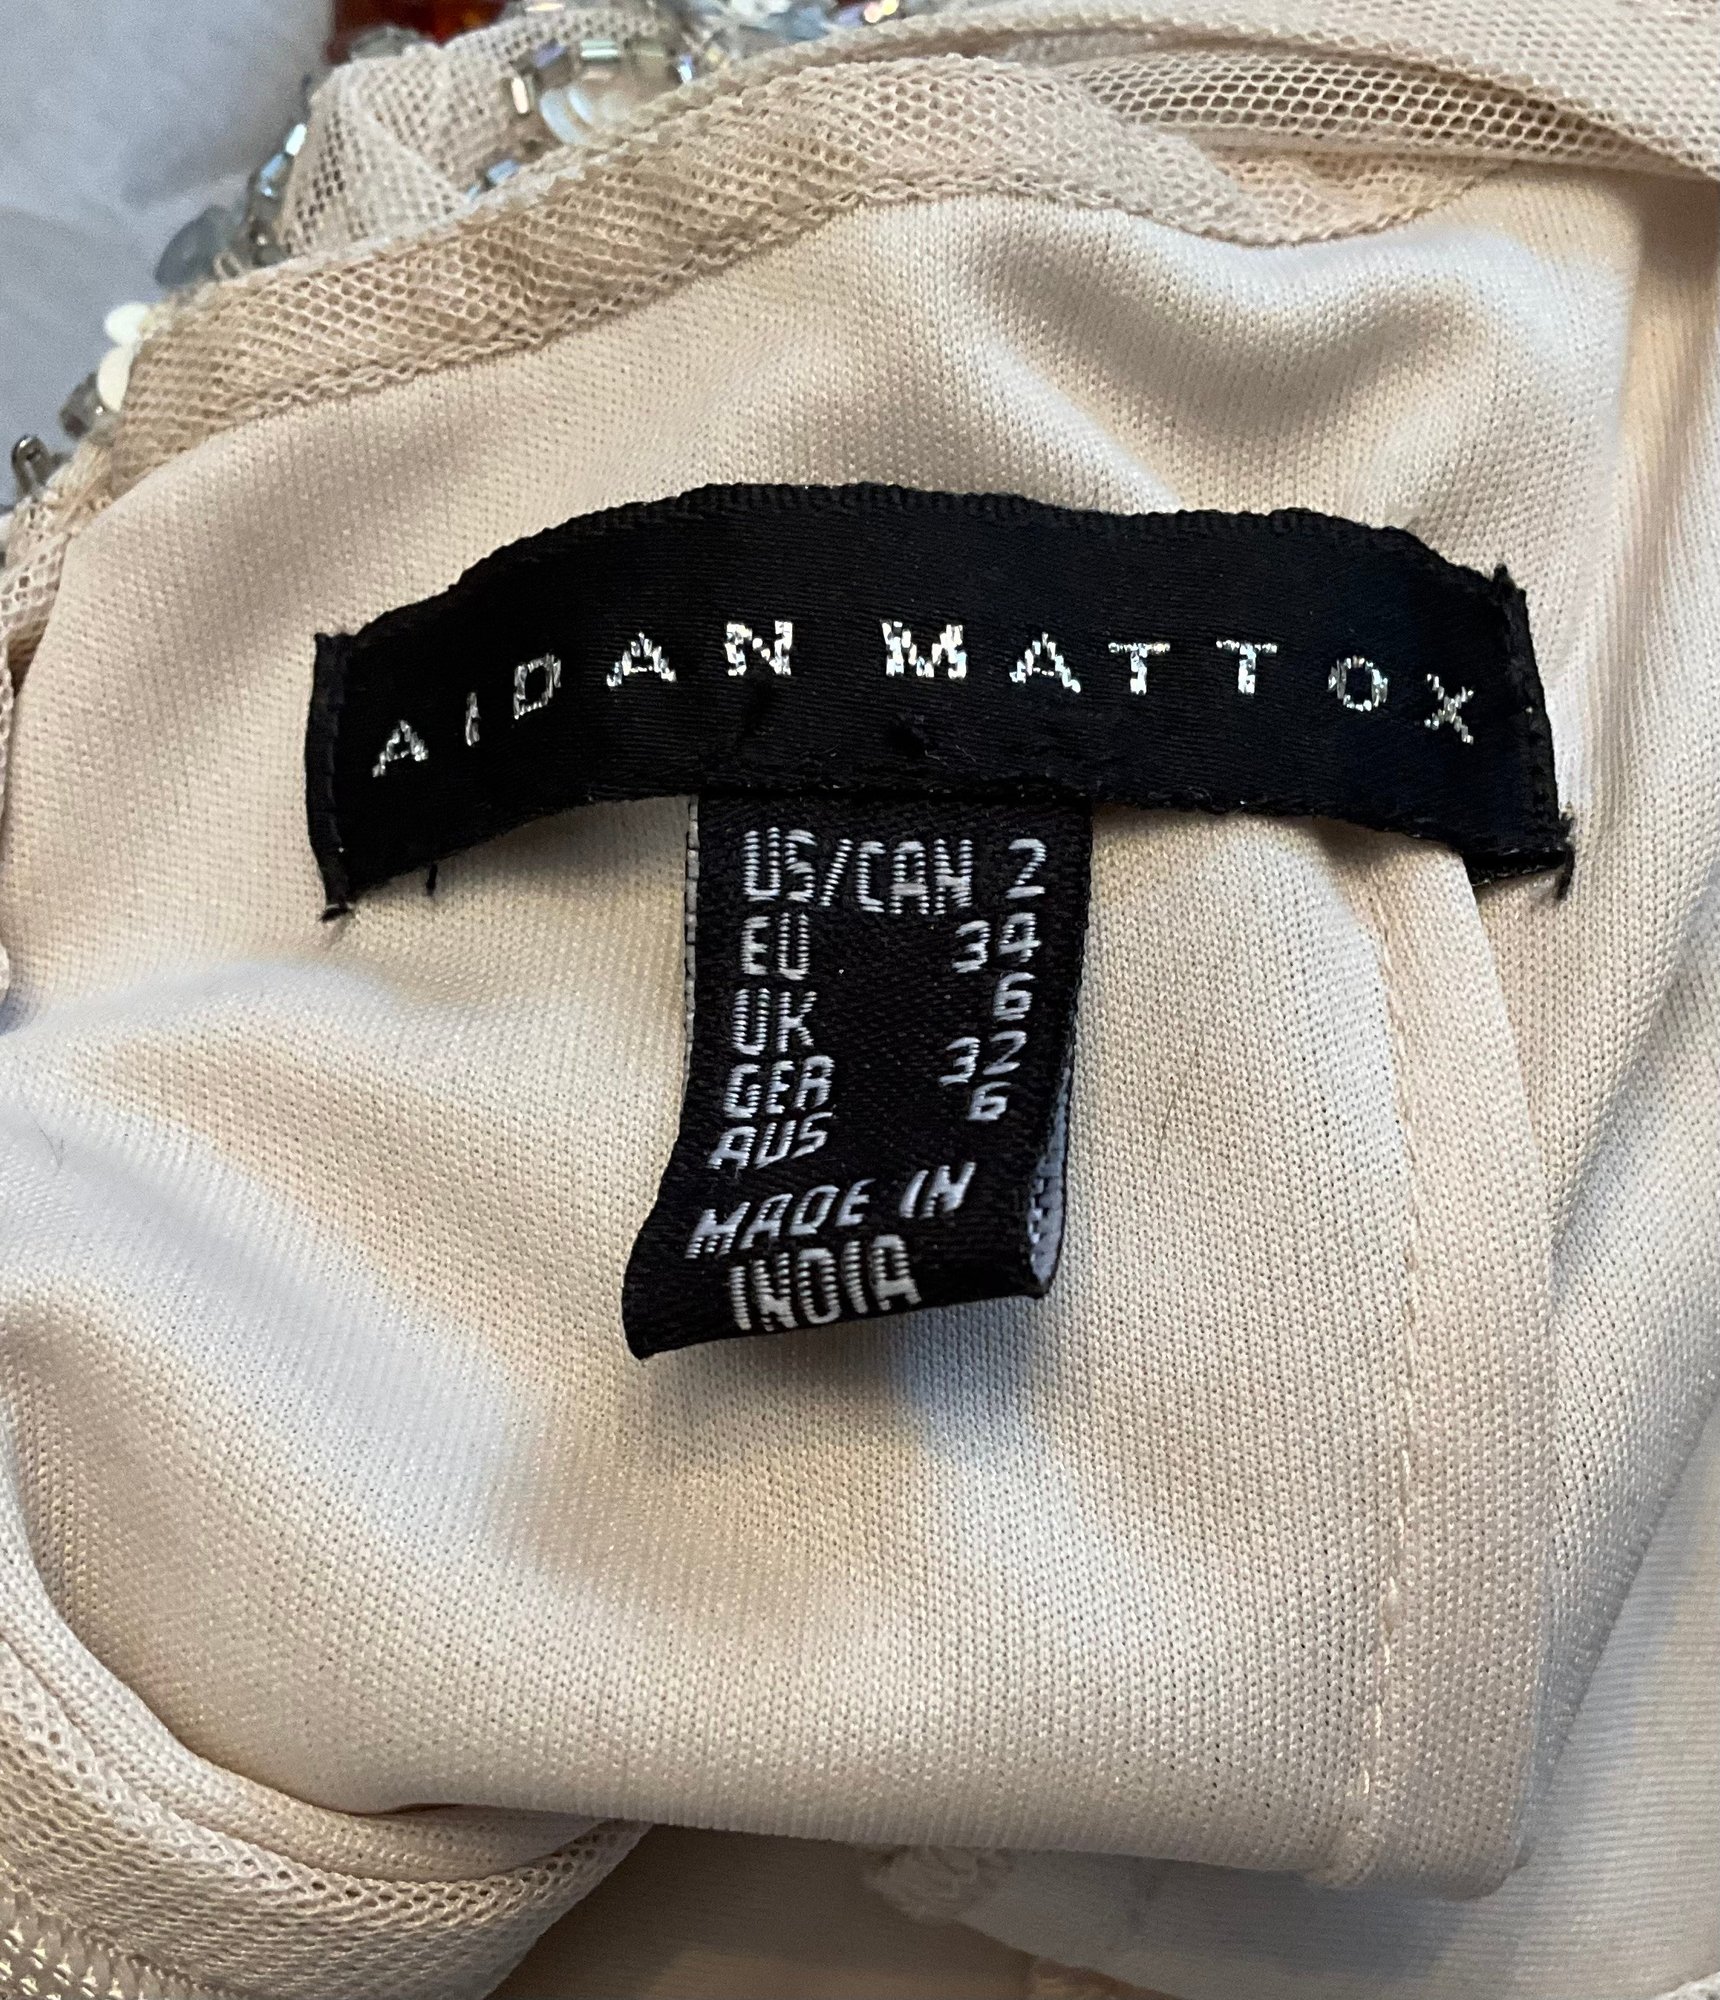 AIDAN MATTOX
US/CAN 2
EU 34
UK 6
GER 32
AUS 6
MADE IN
INDIA